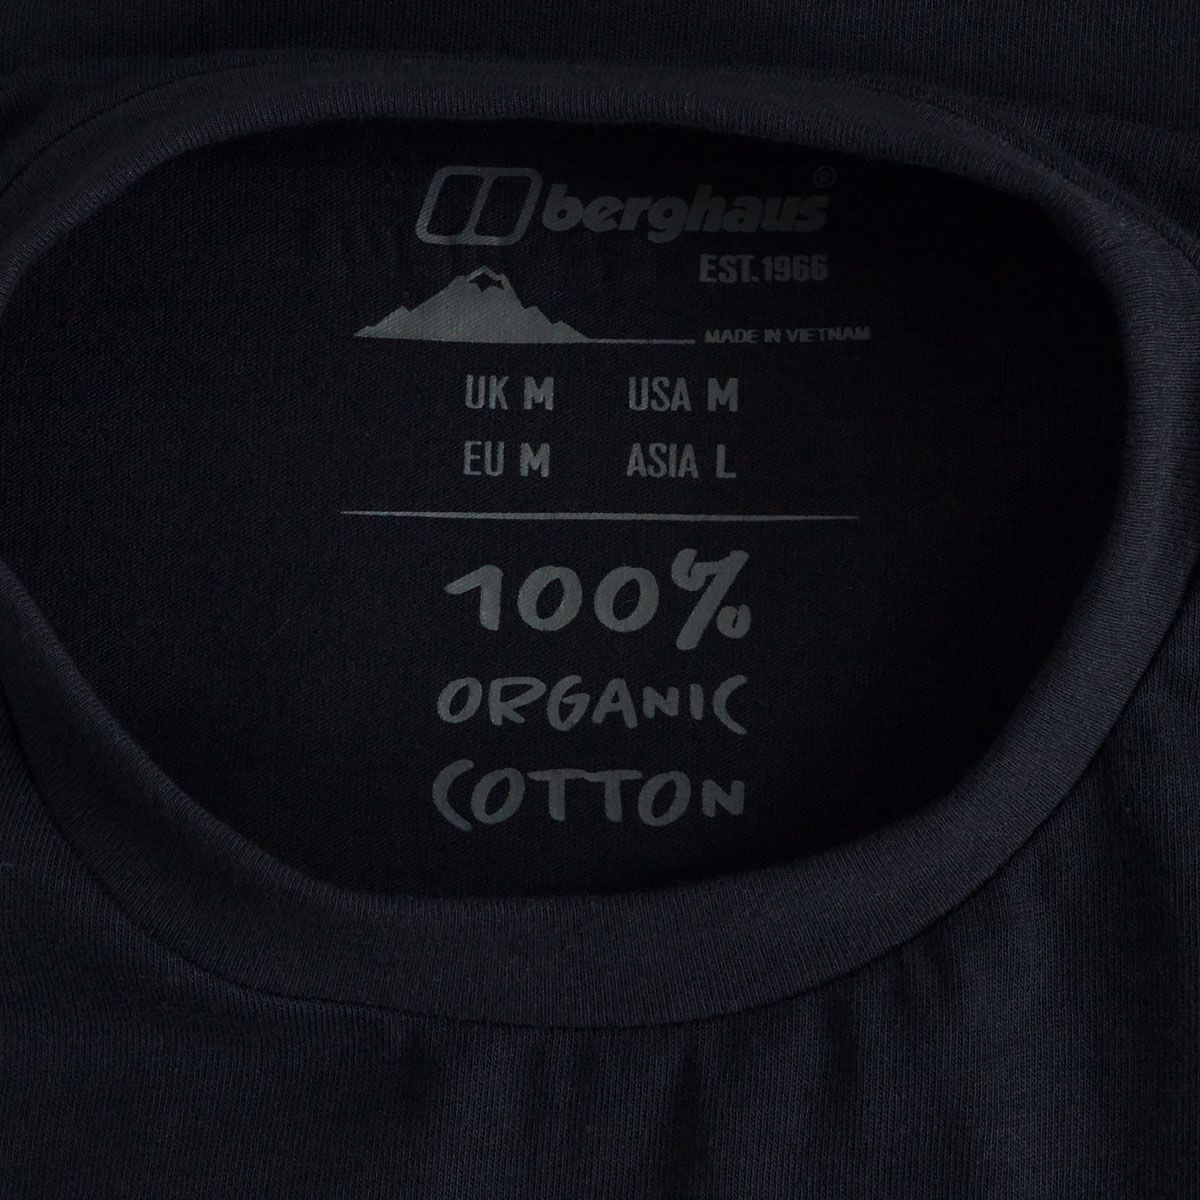 berghaus®
EST.1966
MADE IN VIETNAM
UK M USA M
EU M ASIA L
100%
ORGANIC
COTTON